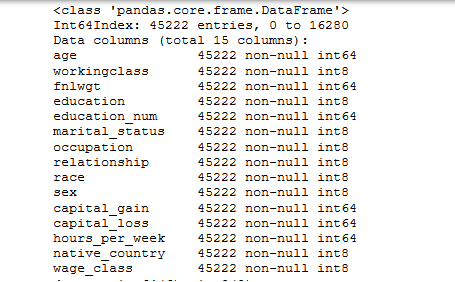 <class 'pandas.core.frame.DataFrame'>
Int64Index: 45222 entries, 0 to 16280
Data columns (total 15 columns):
age 45222 non-null int64
workingclass 45222 non-null int8
fnlwgt 45222 non-null int64
education 45222 non-null int8
education_num 45222 non-null int64
marital_status 45222 non-null int8
occupation 45222 non-null int8
relationship 45222 non-null int8
race 45222 non-null int8
sex 45222 non-null int8
capital_gain 45222 non-null int64
capital_loss 45222 non-null int64
hours_per_week 45222 non-null int64
native_country 45222 non-null int8
wage_class 45222 non-null int8